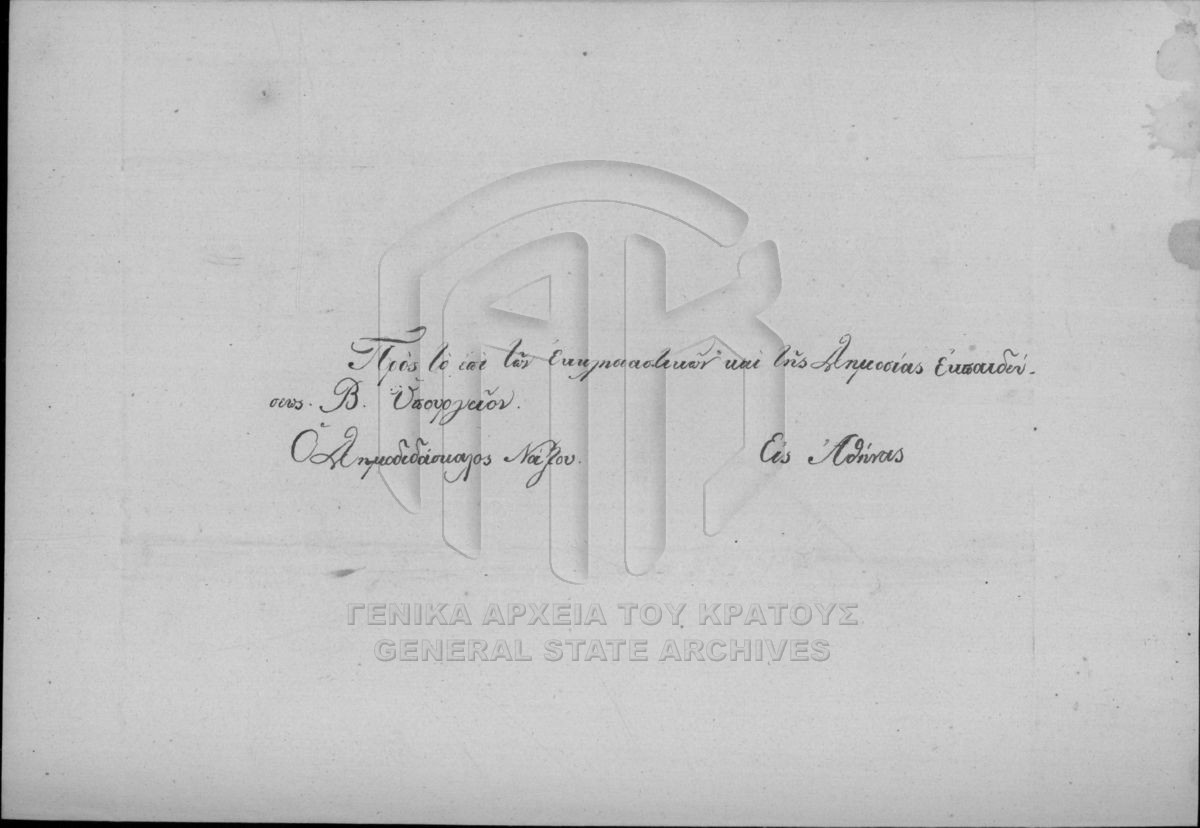 Πρὸς τὸ ἐπὶ τῶν ἐκκλησιαστικῶν καὶ τῆς Δημοσίας ἐκπαιδεύ-
σεως. Β. Ὑπουργεῖον.
Ὁ Δημοδιδάσκαλος Νάξου. Εἰς Ἀθήνας
ΓΕΝΙΚΑ ΑΡΧΕΙΑ ΤΟΥ ΚΡΑΤΟΥΣ
GENERAL STATE ARCHIVES